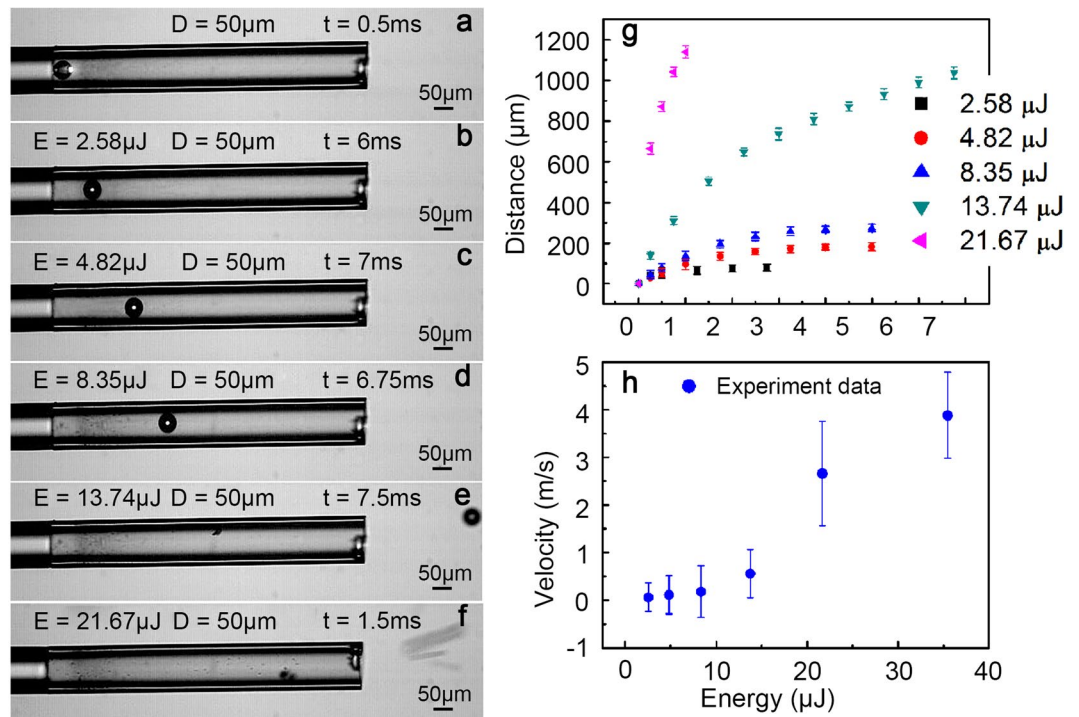 D = 50μm t = 0.5ms a
50μm
E = 2.58μJ D = 50μm t = 6ms b
50μm
E = 4.82μJ D = 50μm t = 7ms c
50μm
E = 8.35μJ D = 50μm t = 6.75ms d
50μm
E = 13.74μJ D = 50μm t = 7.5ms e
50μm
E = 21.67μJ D = 50μm t = 1.5ms f
50μm
g
Distance (μm)
1200
1000
800
600
400
200
0
0 1 2 3 4 5 6 7
2.58 μJ
4.82 μJ
8.35 μJ
13.74 μJ
21.67 μJ
h
Experiment data
Velocity (m/s)
5
4
3
2
1
0
-1
0 10 20 30 40
Energy (μJ)